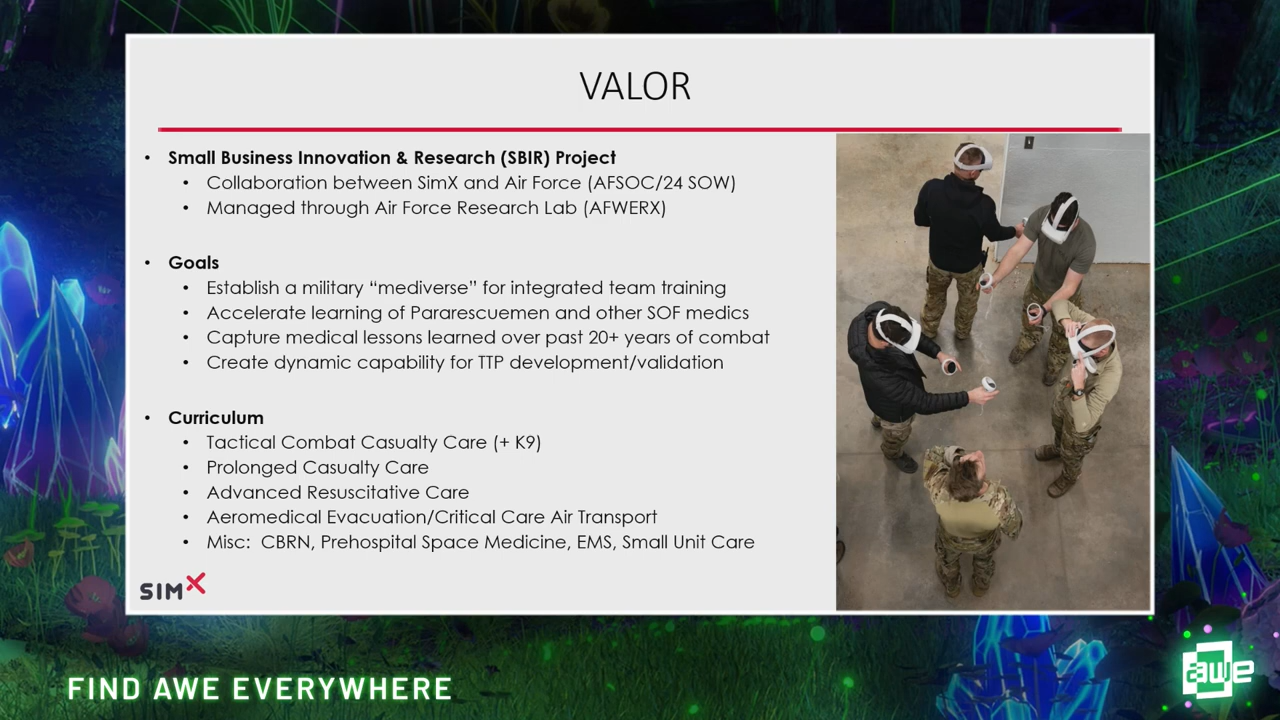 VALOR
• Small Business Innovation & Research (SBIR) Project
• Collaboration between SimX and Air Force (AFSOC/24 SOW)
• Managed through Air Force Research Lab (AFWERX)
• Goals
• Establish a military “mediverse” for integrated team training
• Accelerate learning of Pararescuemen and other SOF medics
• Capture medical lessons learned over past 20+ years of combat
• Create dynamic capability for TTP development/validation
• Curriculum
• Tactical Combat Casualty Care (+ K9)
• Prolonged Casualty Care
• Advanced Resuscitative Care
• Aeromedical Evacuation/Critical Care Air Transport
• Misc: CBRN, Prehospital Space Medicine, EMS, Small Unit Care
SIMX
FIND AWE EVERYWHERE
awe